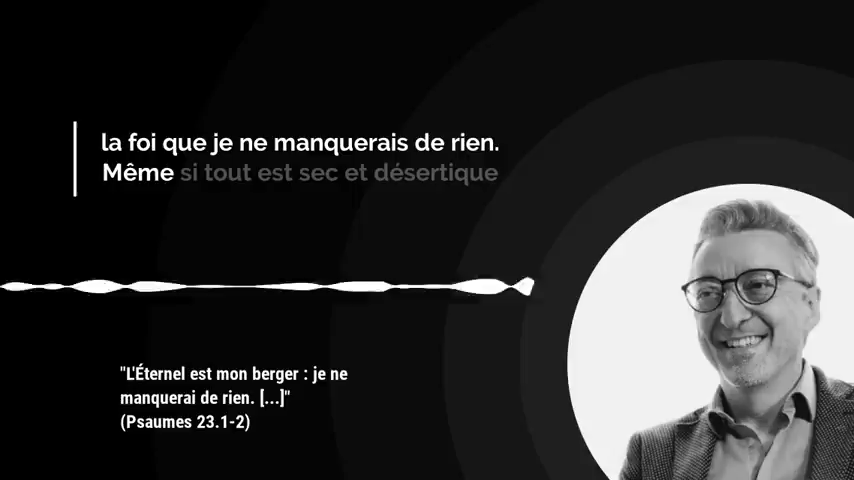 la foi que je ne manquerais de rien.
Même si tout est sec et désertique
"L'Éternel est mon berger : je ne
manquerai de rien. [...]"
(Psaumes 23.1-2)